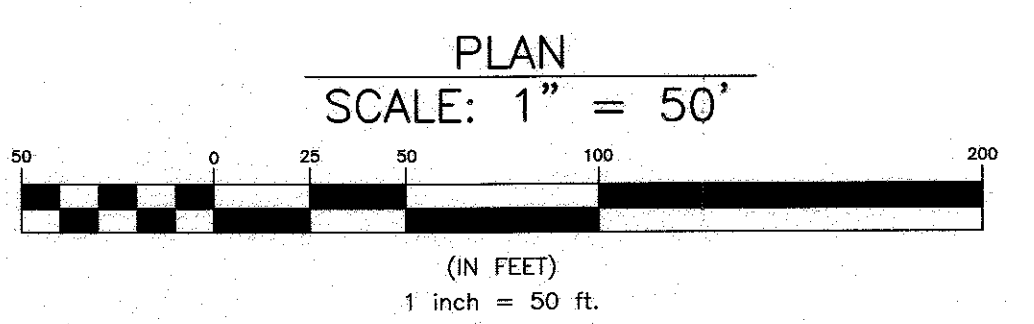 PLAN
SCALE: 1" = 50'
50 0 25 50 100 200
(IN FEET)
1 inch = 50 ft.